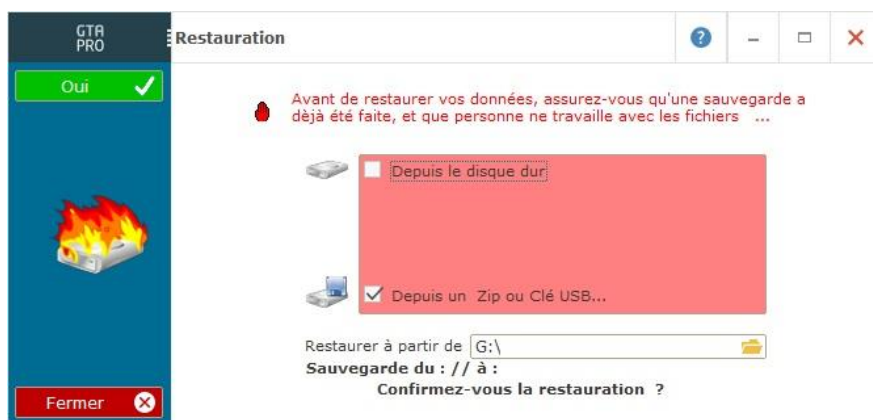 GTA
PRO
Restauration
?
Oui
Avant de restaurer vos données, assurez-vous qu'une sauvegarde a
dèjà été faite, et que personne ne travaille avec les fichiers ...
Depuis le disque dur
Depuis un Zip ou Clé USB...
Restaurer à partir de G:\
Sauvegarde du : // à :
Confirmez-vous la restauration ?
Fermer